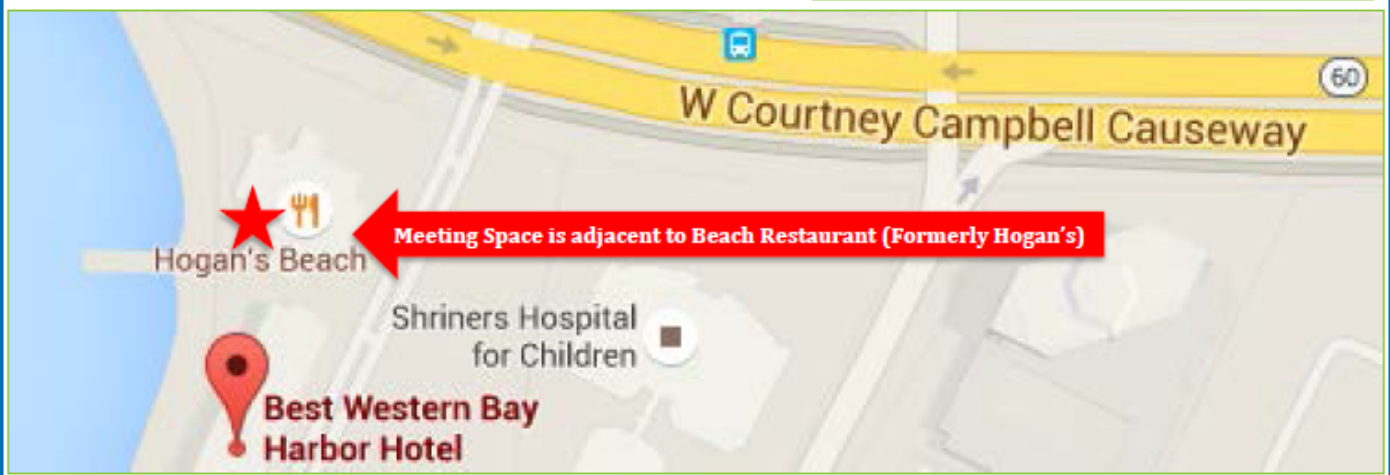 60
W Courtney Campbell Causeway
Meeting Space is adjacent to Beach Restaurant (Formerly Hogan's)
Hogan's Beach
Shriners Hospital
for Children
Best Western Bay
Harbor Hotel